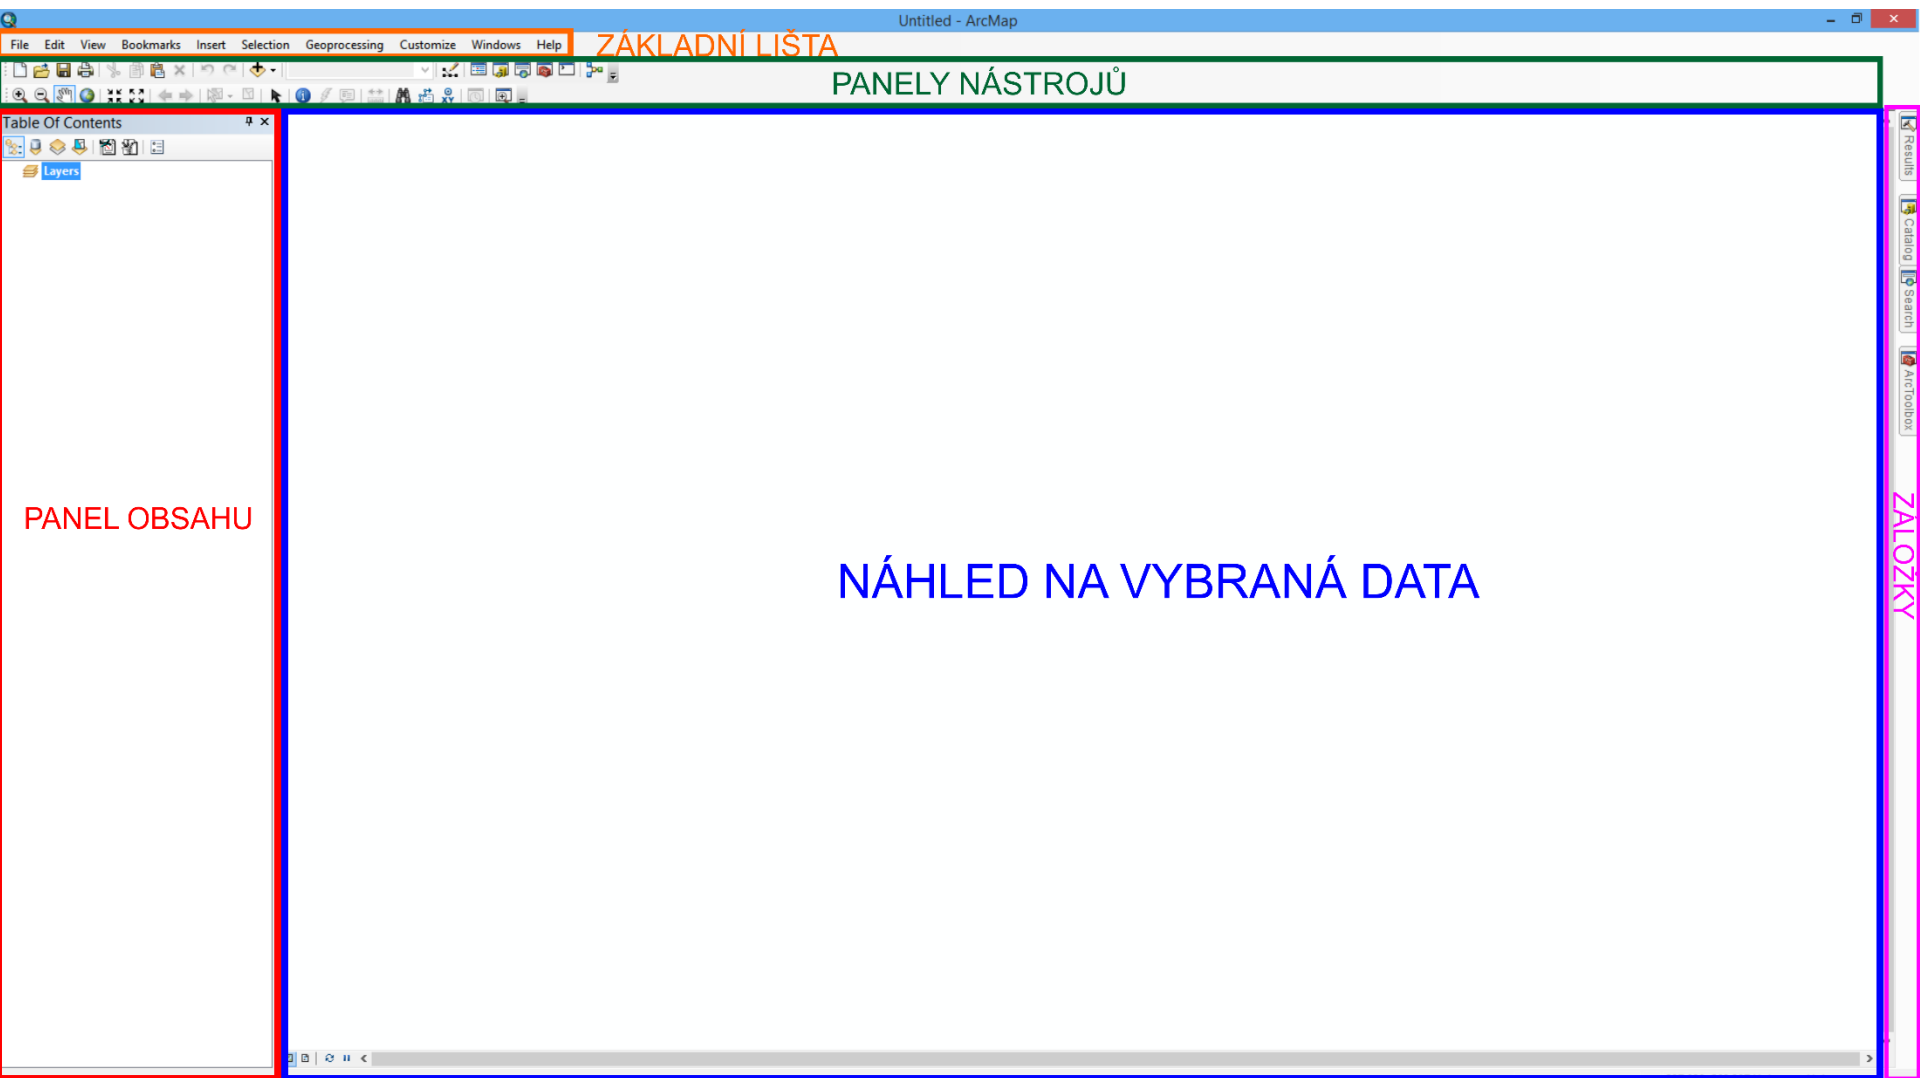 Untitled - ArcMap
File Edit View Bookmarks Insert Selection Geoprocessing Customize Windows Help
ZÁKLADNÍ LIŠTA
PANELY NÁSTROJŮ
Table Of Contents
Layers
PANEL OBSAHU
NÁHLED NA VYBRANÁ DATA
Results
Catalog
Search
ArcToolbox
ZÁLOŽKY